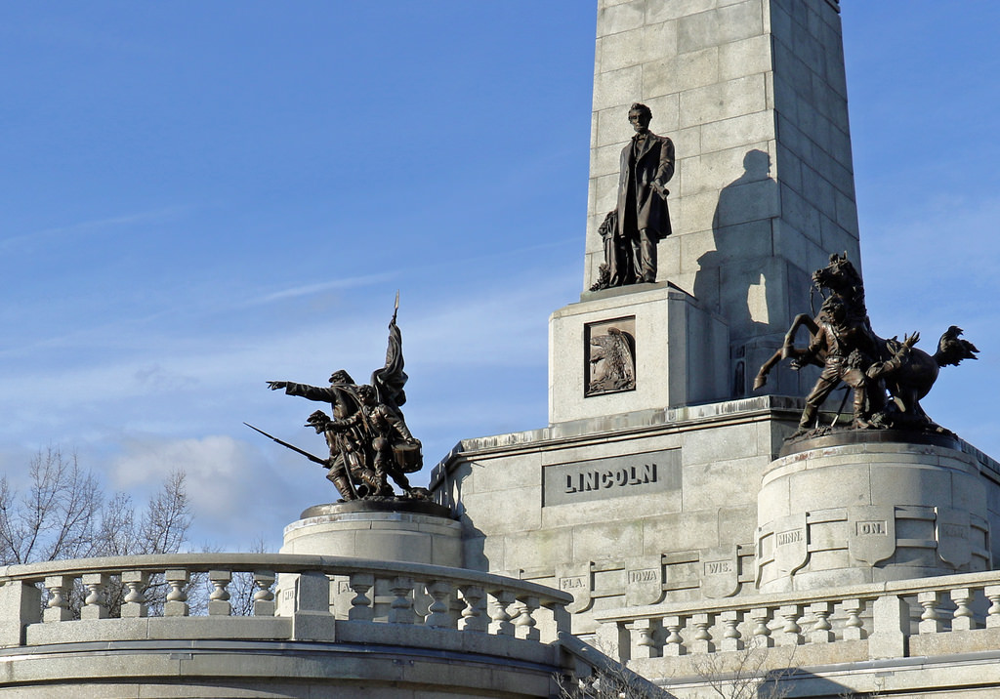 LINCOLN
MINN.
ON.
FLA.
IOWA
WIS.